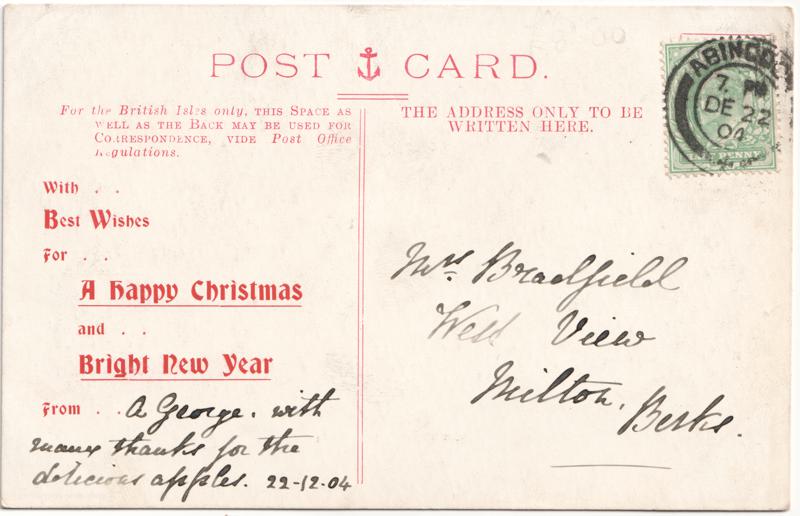 POST CARD.
For the British Isles only, THIS SPACE AS
WELL AS THE BACK MAY BE USED FOR
CORRESPONDENCE, VIDE Post Office
Regulations.
THE ADDRESS ONLY TO BE
WRITTEN HERE.
ABINGDON
7. PM
DE 22
04
PENNY
With . .
Best Wishes
For . .
A Happy Christmas
and . .
Bright New Year
From . . A George. with
many thanks for the
delicious apples. 22-12.04
Mrs. Bradfield
West View
Milton.
Berks.